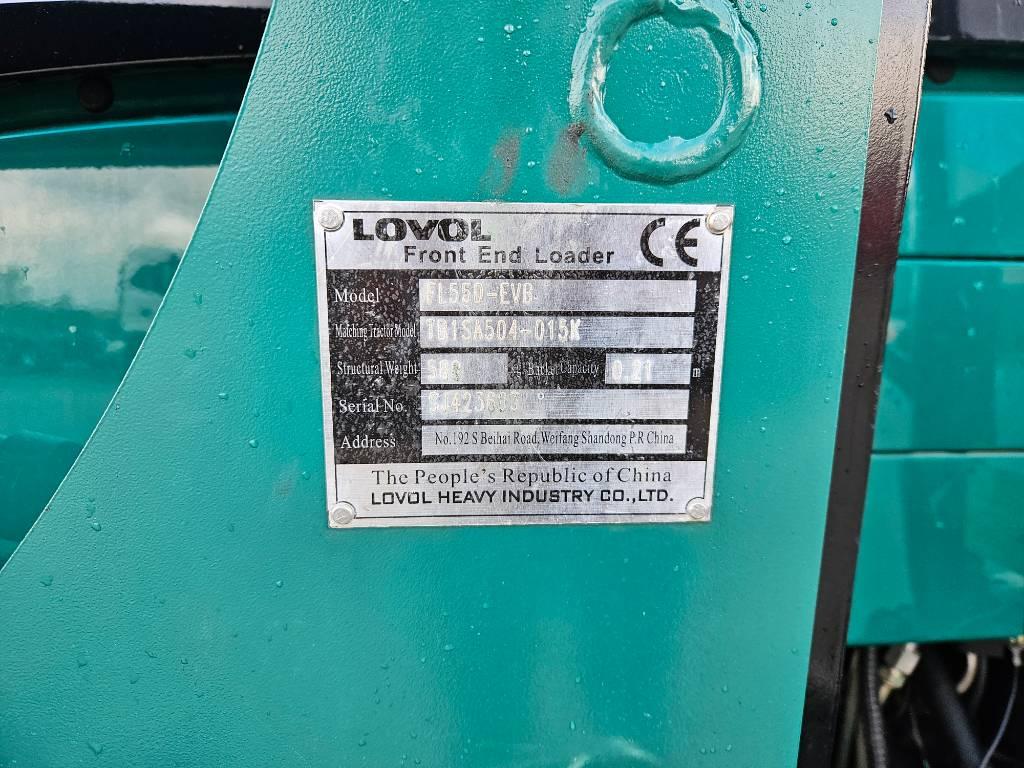 LOVOL
CE
Front End Loader
Model FL550-EVB
Matching Tractor Model TB1SA504-015K
Structural Weight kg Bucket Capacity 0.21 m
Serial No.
Address No.192 S Beihai Road,Weifang Shandong P.R China
The People's Republic of China
LOVOL HEAVY INDUSTRY CO.,LTD.